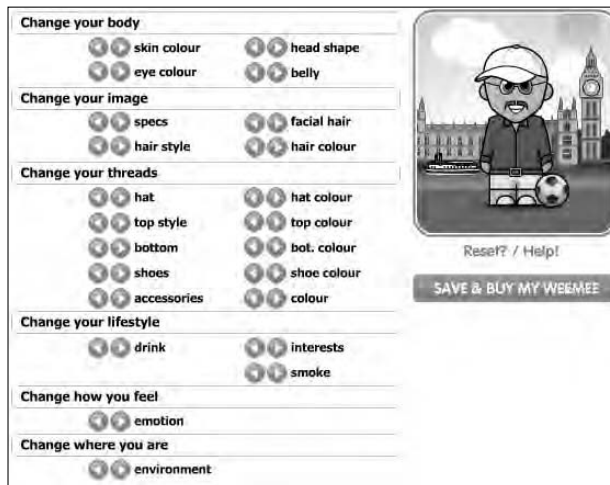 Change your body
skin colour head shape
eye colour belly
Change your image
specs facial hair
hair style hair colour
Change your threads
hat hat colour
top style top colour
bottom bot. colour
shoes shoe colour
accessories colour
Change your lifestyle
drink interests
smoke
Change how you feel
emotion
Change where you are
environment
Reset? / Help!
SAVE & BUY MY WEEMEE